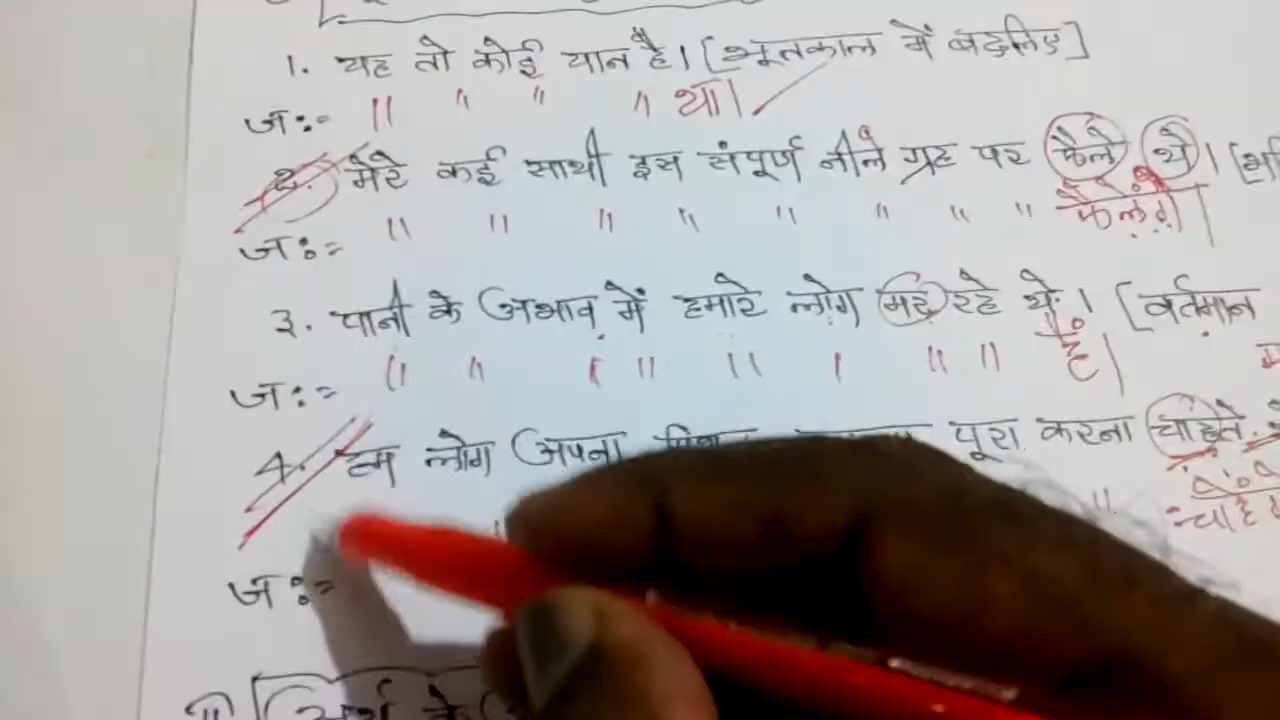 1. यह तो कोई यान है। [भूतकाल में बदलिए]
जः= " " " " था।
2. मेरे कई साथी इस संपूर्ण नीले ग्रह पर फैले थे।
जः= " " " " " " " " फैलेंगे।
3. पानी के अभाव में हमारे लोग मर रहे थे। [वर्तमान
जः= " " " " " " " " हैं।
4. हम लोग अपना पूरा करना चाहते
जः=
अर्थ के